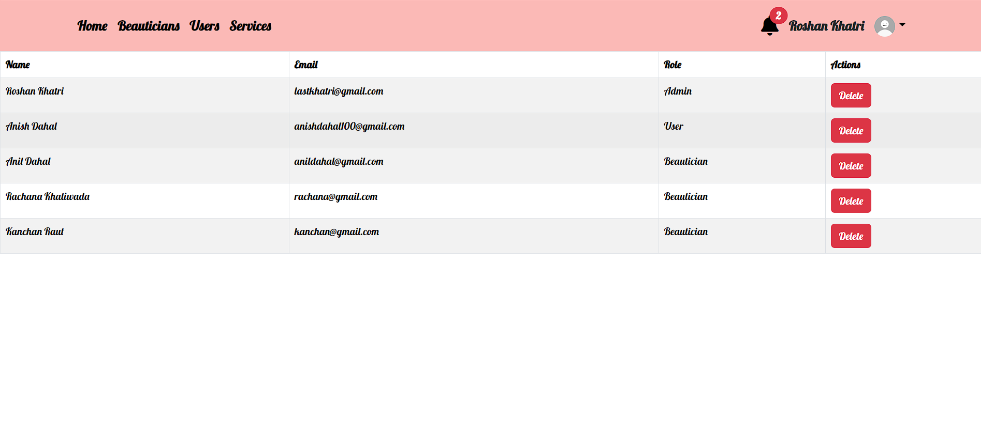 Home Beauticians Users Services 2 Roshan Khatri
Name Email Role Actions
Roshan Khatri lastkhatri@gmail.com Admin Delete
Anish Dahal anishdahal100@gmail.com User Delete
Anil Dahal anildahal@gmail.com Beautician Delete
Rachana Khatiwada rachana@gmail.com Beautician Delete
Kanchan Raul kanchan@gmail.com Beautician Delete